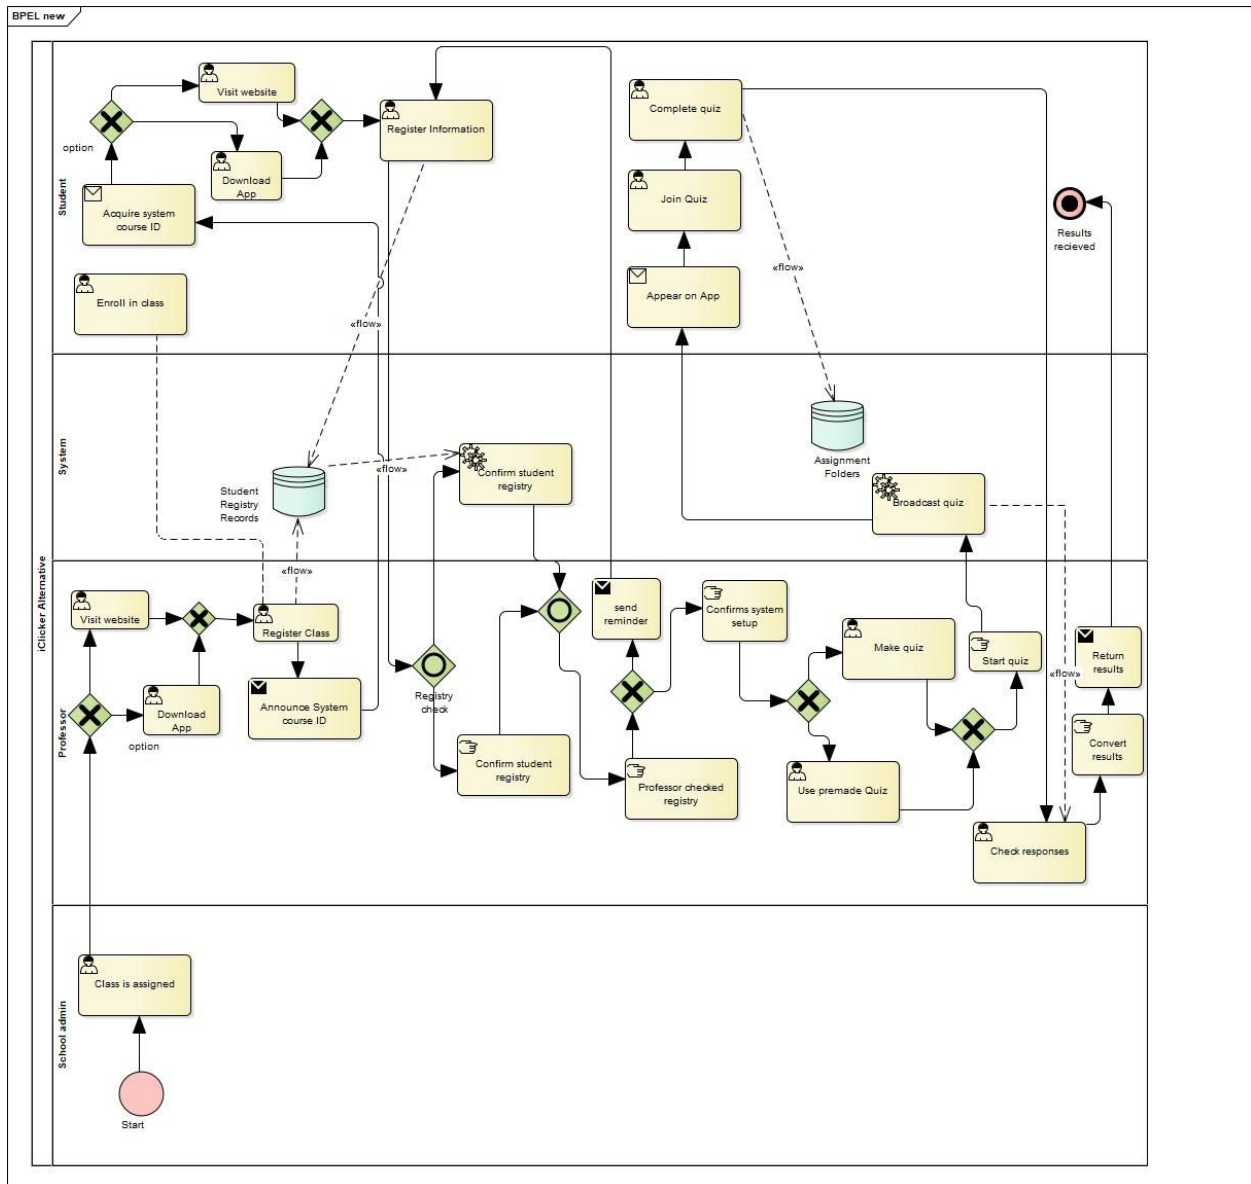 BPEL new
iClicker Alternative
Student
option
Visit website
Download
App
Acquire system
course ID
Register Information
Enroll in class
«flow»
Complete quiz
Join Quiz
Appear on App
«flow»
Results
recieved
System
Student
Registry
Records
«flow»
«flow»
Confirm student
registry
Assignment
Folders
Broadcast quiz
Professor
Visit website
Download
App
option
Register Class
Announce System
course ID
Registry
check
Confirm student
registry
send
reminder
Professor checked
registry
Confirms system
setup
Make quiz
Use premade Quiz
Start quiz
«flow»
Return
results
Convert
results
Check responses
School admin
Class is assigned
Start